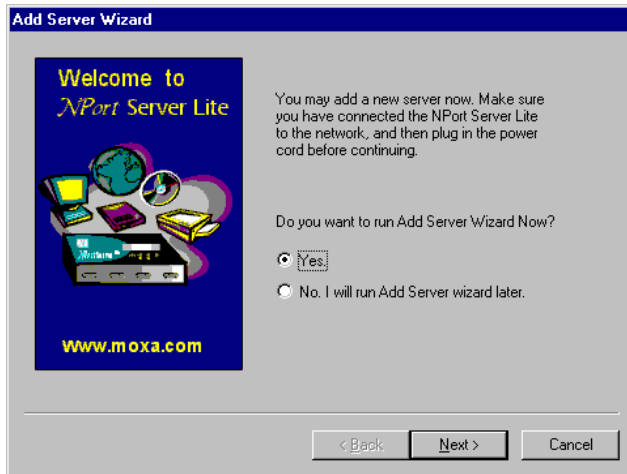 Add Server Wizard
Welcome to
NPort Server Lite
www.moxa.com
You may add a new server now. Make sure
you have connected the NPort Server Lite
to the network, and then plug in the power
cord before continuing.
Do you want to run Add Server Wizard Now?
Yes.
No. I will run Add Server wizard later.
< Back
Next >
Cancel